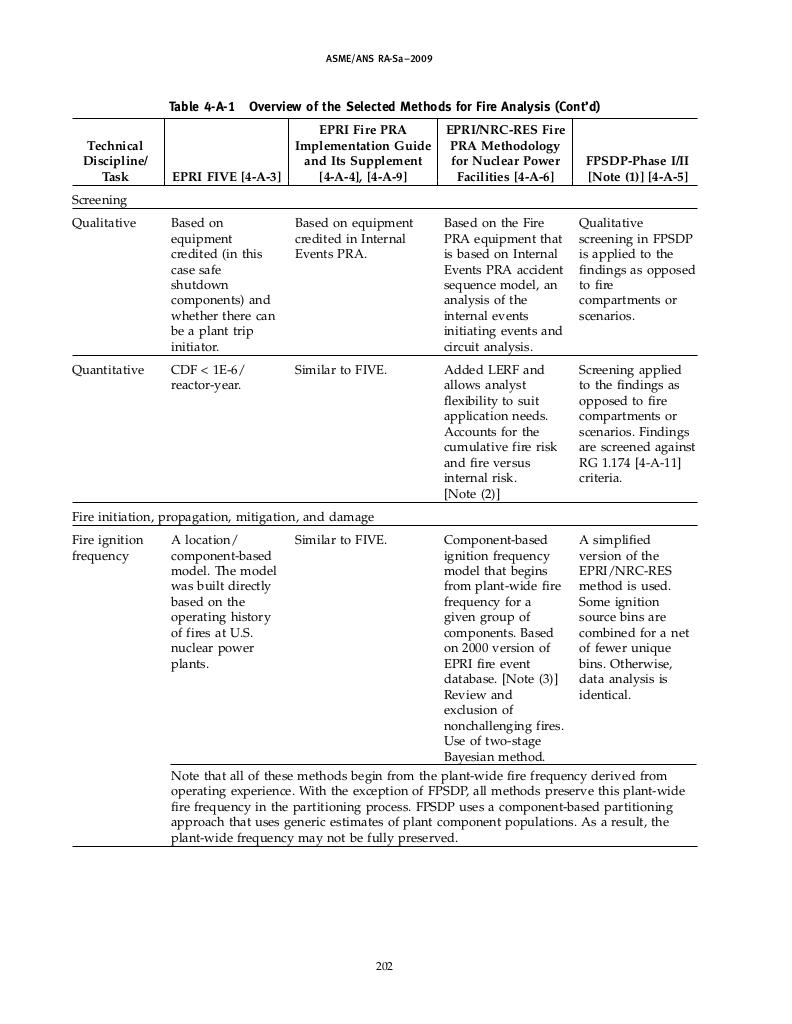 ASME/ANS RA-Sa–2009
Table 4-A-1 Overview of the Selected Methods for Fire Analysis (Cont'd)
Technical
Discipline/
Task
EPRI FIVE [4-A-3]
EPRI Fire PRA
Implementation Guide
and Its Supplement
[4-A-4], [4-A-9]
EPRI/NRC-RES Fire
PRA Methodology
for Nuclear Power
Facilities [4-A-6]
FPSDP-Phase I/II
[Note (1)] [4-A-5]
Screening
Qualitative
Based on
equipment
credited (in this
case safe
shutdown
components) and
whether there can
be a plant trip
initiator.
Based on equipment
credited in Internal
Events PRA.
Based on the Fire
PRA equipment that
is based on Internal
Events PRA accident
sequence model, an
analysis of the
internal events
initiating events and
circuit analysis.
Qualitative
screening in FPSDP
is applied to the
findings as opposed
to fire
compartments or
scenarios.
Quantitative
CDF < 1E-6/
reactor-year.
Similar to FIVE.
Added LERF and
allows analyst
flexibility to suit
application needs.
Accounts for the
cumulative fire risk
and fire versus
internal risk.
[Note (2)]
Screening applied
to the findings as
opposed to fire
compartments or
scenarios. Findings
are screened against
RG 1.174 [4-A-11]
criteria.
Fire initiation, propagation, mitigation, and damage
Fire ignition
frequency
A location/
component-based
model. The model
was built directly
based on the
operating history
of fires at U.S.
nuclear power
plants.
Similar to FIVE.
Component-based
ignition frequency
model that begins
from plant-wide fire
frequency for a
given group of
components. Based
on 2000 version of
EPRI fire event
database. [Note (3)]
Review and
exclusion of
nonchallenging fires.
Use of two-stage
Bayesian method.
A simplified
version of the
EPRI/NRC-RES
method is used.
Some ignition
source bins are
combined for a net
of fewer unique
bins. Otherwise,
data analysis is
identical.
Note that all of these methods begin from the plant-wide fire frequency derived from
operating experience. With the exception of FPSDP, all methods preserve this plant-wide
fire frequency in the partitioning process. FPSDP uses a component-based partitioning
approach that uses generic estimates of plant component populations. As a result, the
plant-wide frequency may not be fully preserved.
202